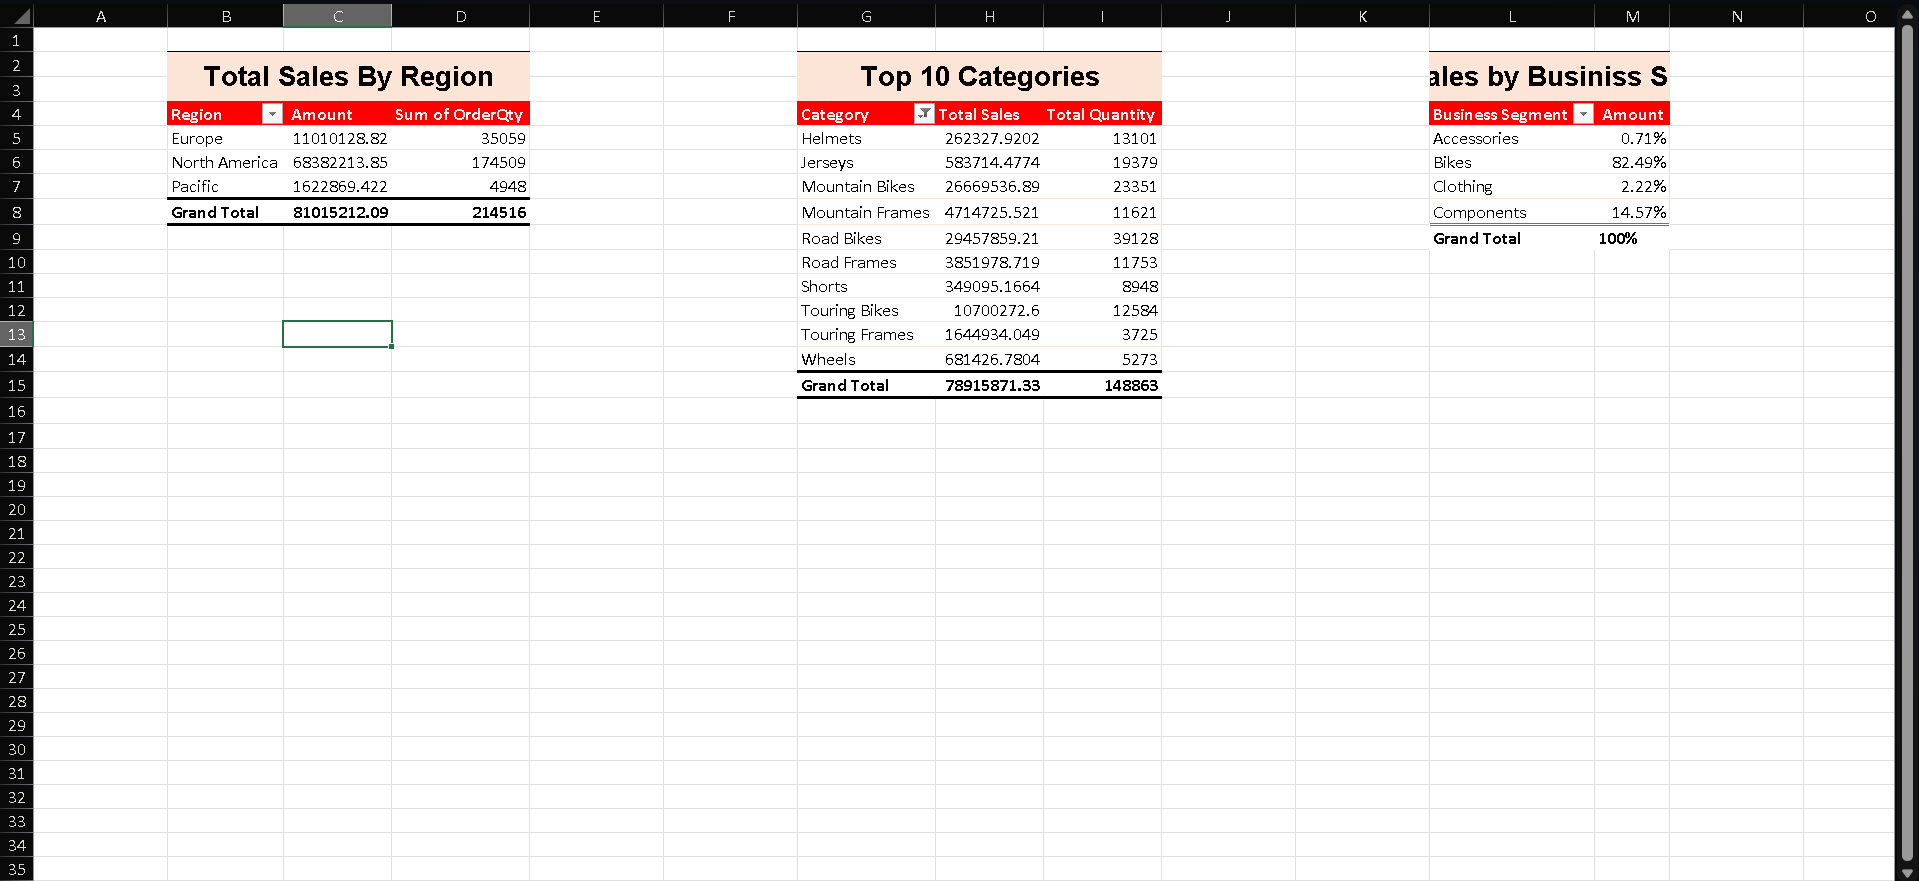 A B C D E F G H I J K L M N O
1
2 Total Sales By Region Top 10 Categories ales by Businiss S
3
4 Region Amount Sum of OrderQty Category Total Sales Total Quantity Business Segment Amount
5 Europe 11010128.82 35059 Helmets 262327.9202 13101 Accessories 0.71%
6 North America 68382213.85 174509 Jerseys 583714.4774 19379 Bikes 82.49%
7 Pacific 1622869.422 4948 Mountain Bikes 26669536.89 23351 Clothing 2.22%
8 Grand Total 81015212.09 214516 Mountain Frames 4714725.521 11621 Components 14.57%
9 Road Bikes 29457859.21 39128 Grand Total 100%
10 Road Frames 3851978.719 11753
11 Shorts 349095.1664 8948
12 Touring Bikes 10700272.6 12584
13 Touring Frames 1644934.049 3725
14 Wheels 681426.7804 5273
15 Grand Total 78915871.33 148863
16
17
18
19
20
21
22
23
24
25
26
27
28
29
30
31
32
33
34
35